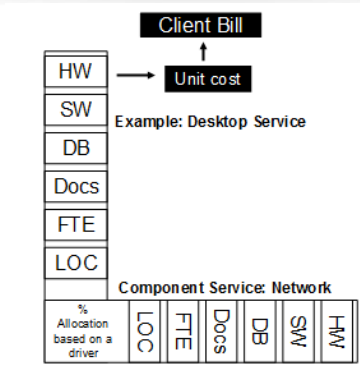 Client Bill
HW
Unit cost
SW
Example: Desktop Service
DB
Docs
FTE
LOC
Component Service: Network
%
Allocation
based on a
driver
LOC
FTE
Docs
DB
SW
HW